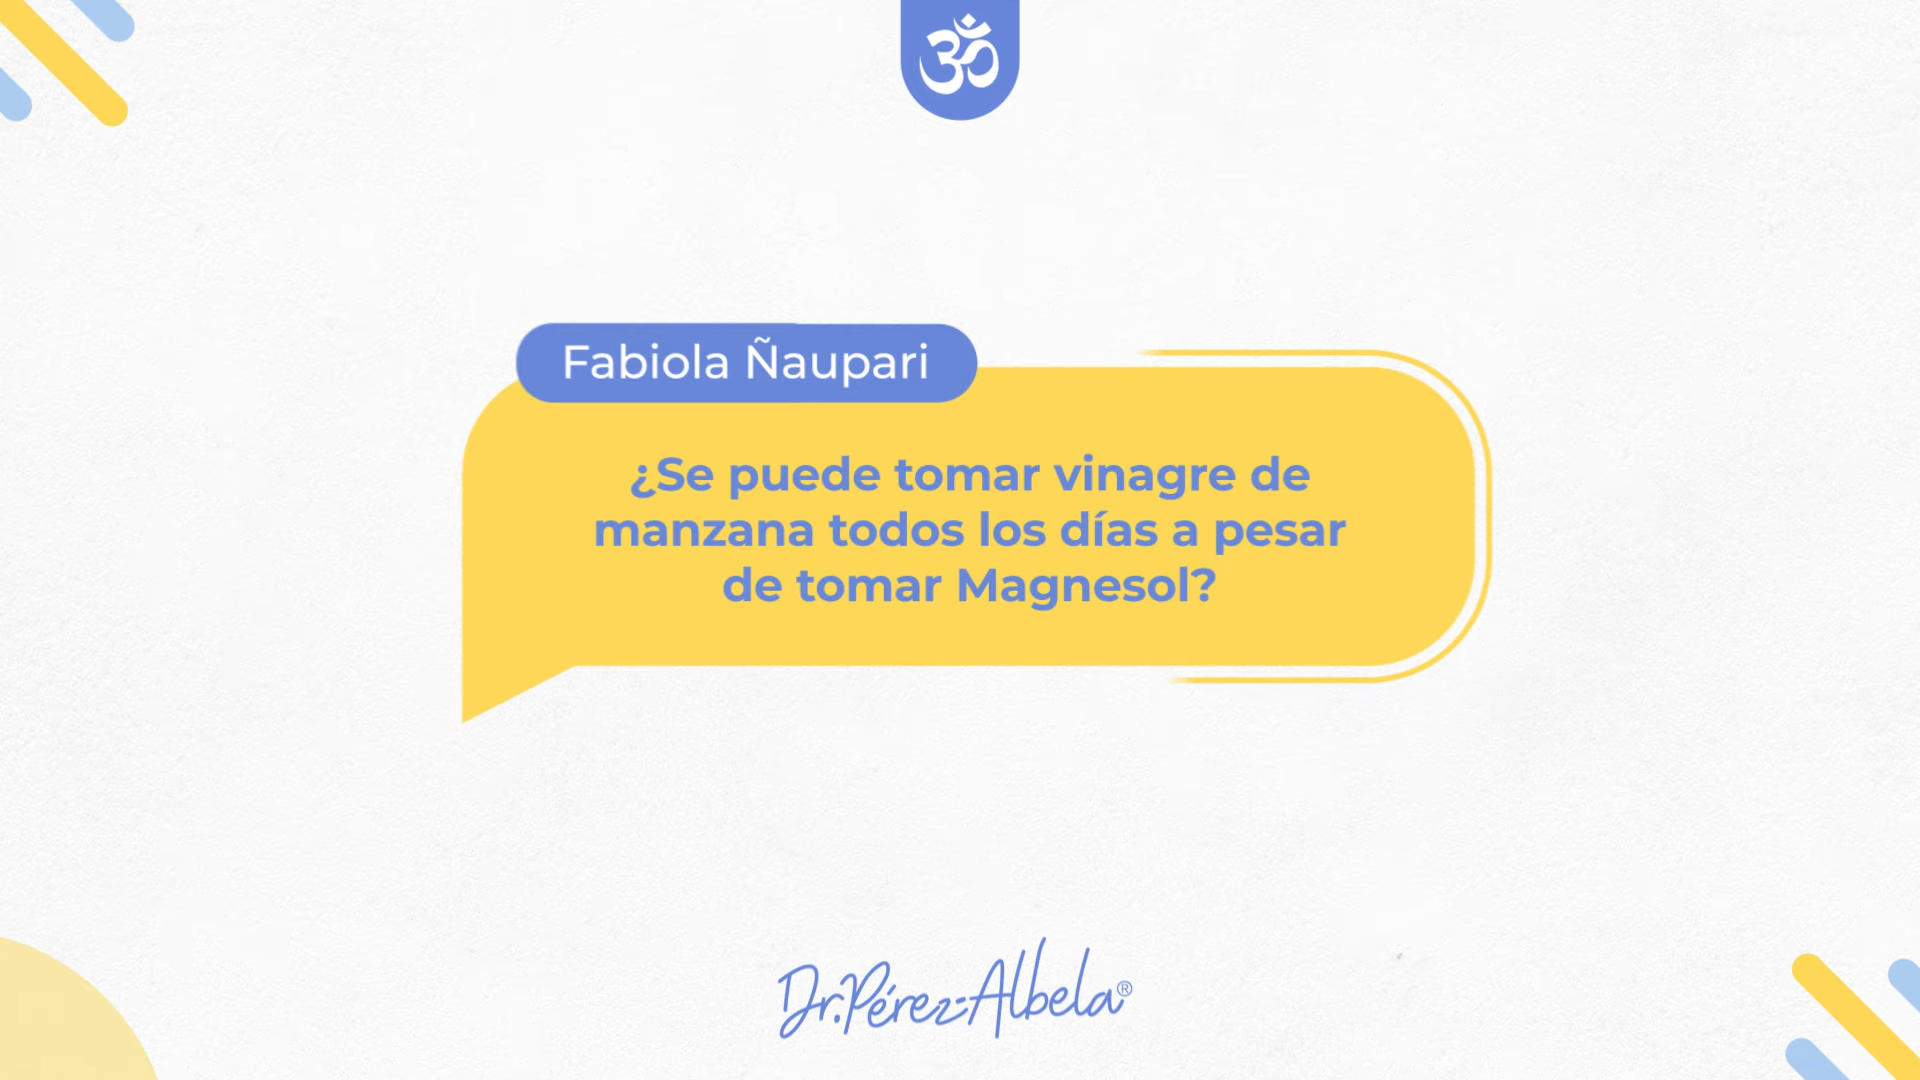 ॐ
Fabiola Ñaupari
¿Se puede tomar vinagre de
manzana todos los días a pesar
de tomar Magnesol?
Dr. Pérez-Albela®